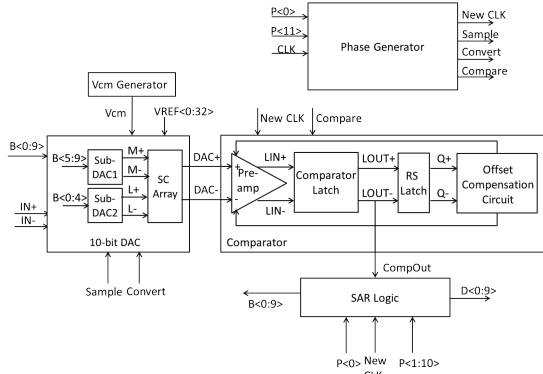 P<0>
P<11>
CLK
Phase Generator
New CLK
Sample
Convert
Compare
Vcm Generator
Vcm
VREF<0:32>
New CLK
Compare
B<0:9>
B<5:9>
Sub-
DAC1
M+
M-
B<0:4>
Sub-
DAC2
L+
L-
SC
Array
IN+
IN-
10-bit DAC
Sample
Convert
DAC+
DAC-
+
-
Pre-
amp
LIN+
LIN-
Comparator
Latch
LOUT+
LOUT-
RS
Latch
Q+
Q-
Offset
Compensation
Circuit
Comparator
CompOut
SAR Logic
B<0:9>
D<0:9>
P<0>
New
P<1:10>